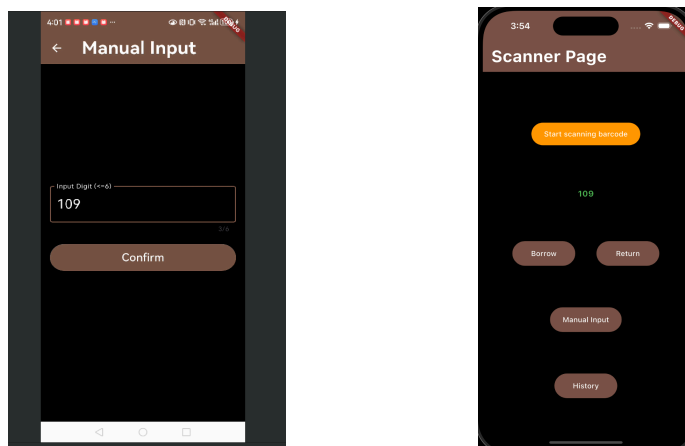 4:01
DEBUG
← Manual Input
Input Digit (<=6)
109
3/6
Confirm
3:54
DEBUG
Scanner Page
Start scanning barcode
109
Borrow Return
Manual Input
History